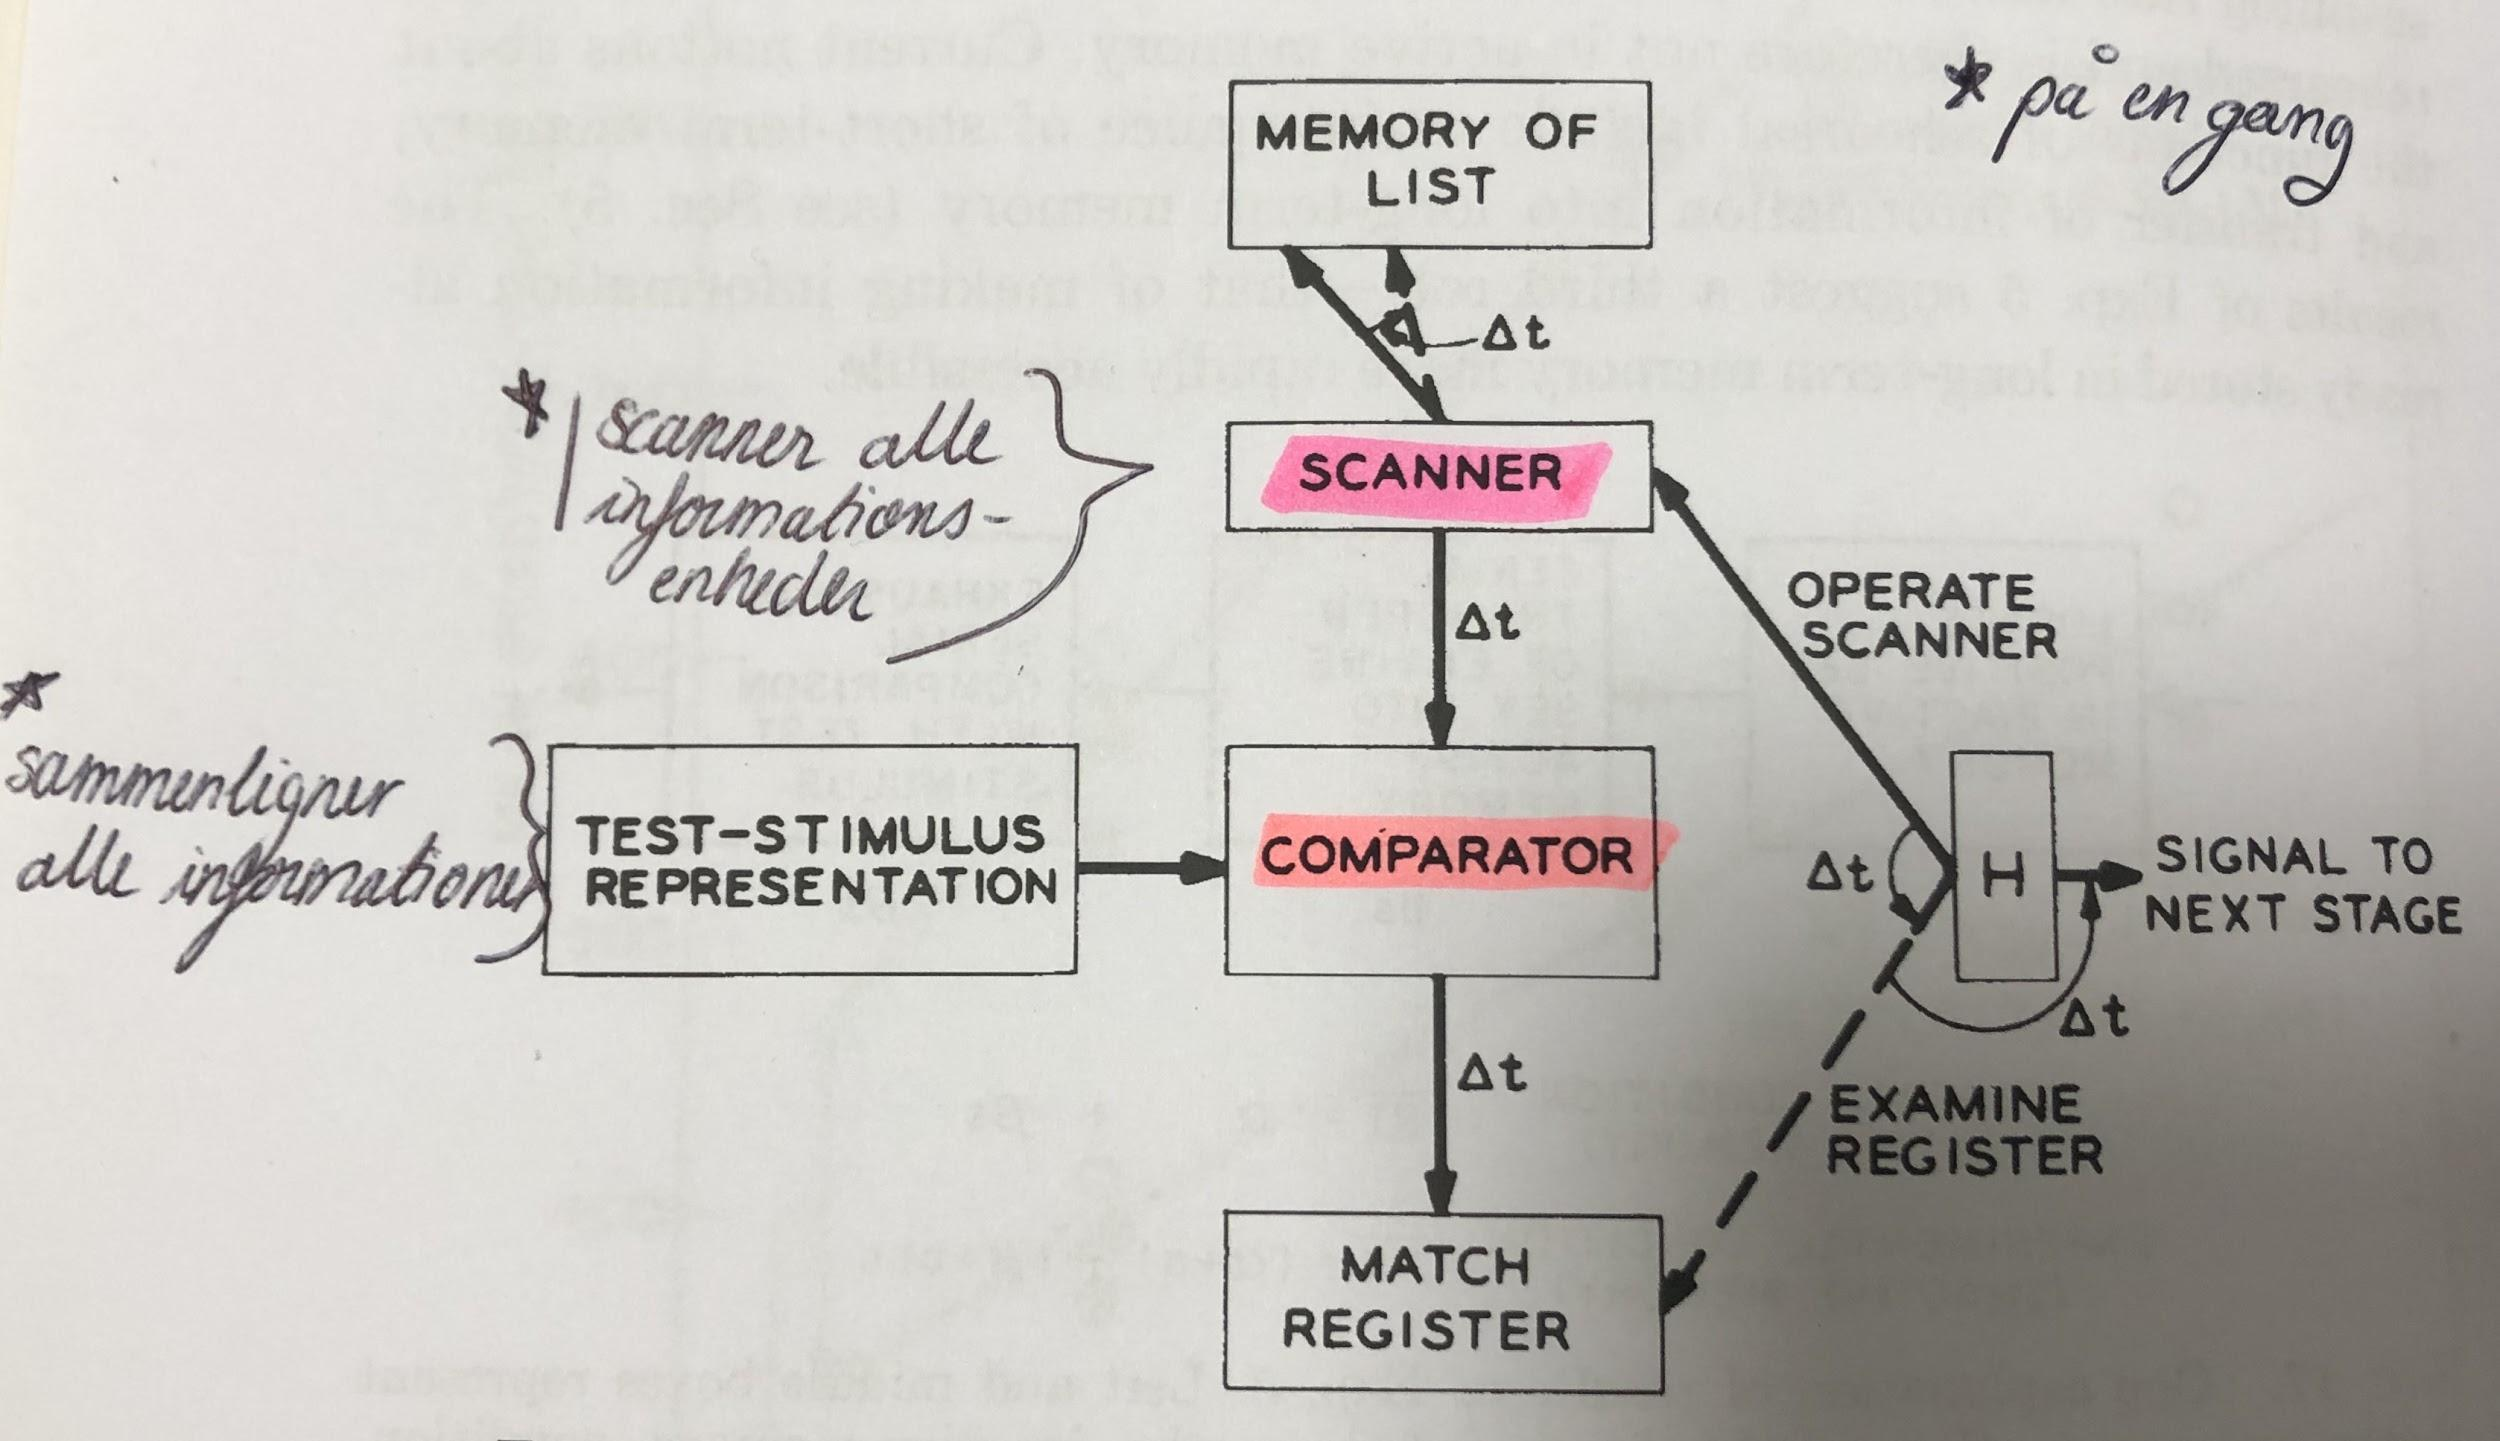 * på en gang
MEMORY OF
LIST
Δt
* scanner alle
informations-
enheder
SCANNER
OPERATE
SCANNER
Δt
*
sammenligner
alle informationer
TEST-STIMULUS
REPRESENTATION
COMPARATOR
Δt
H
SIGNAL TO
NEXT STAGE
Δt
Δt
EXAMINE
REGISTER
MATCH
REGISTER